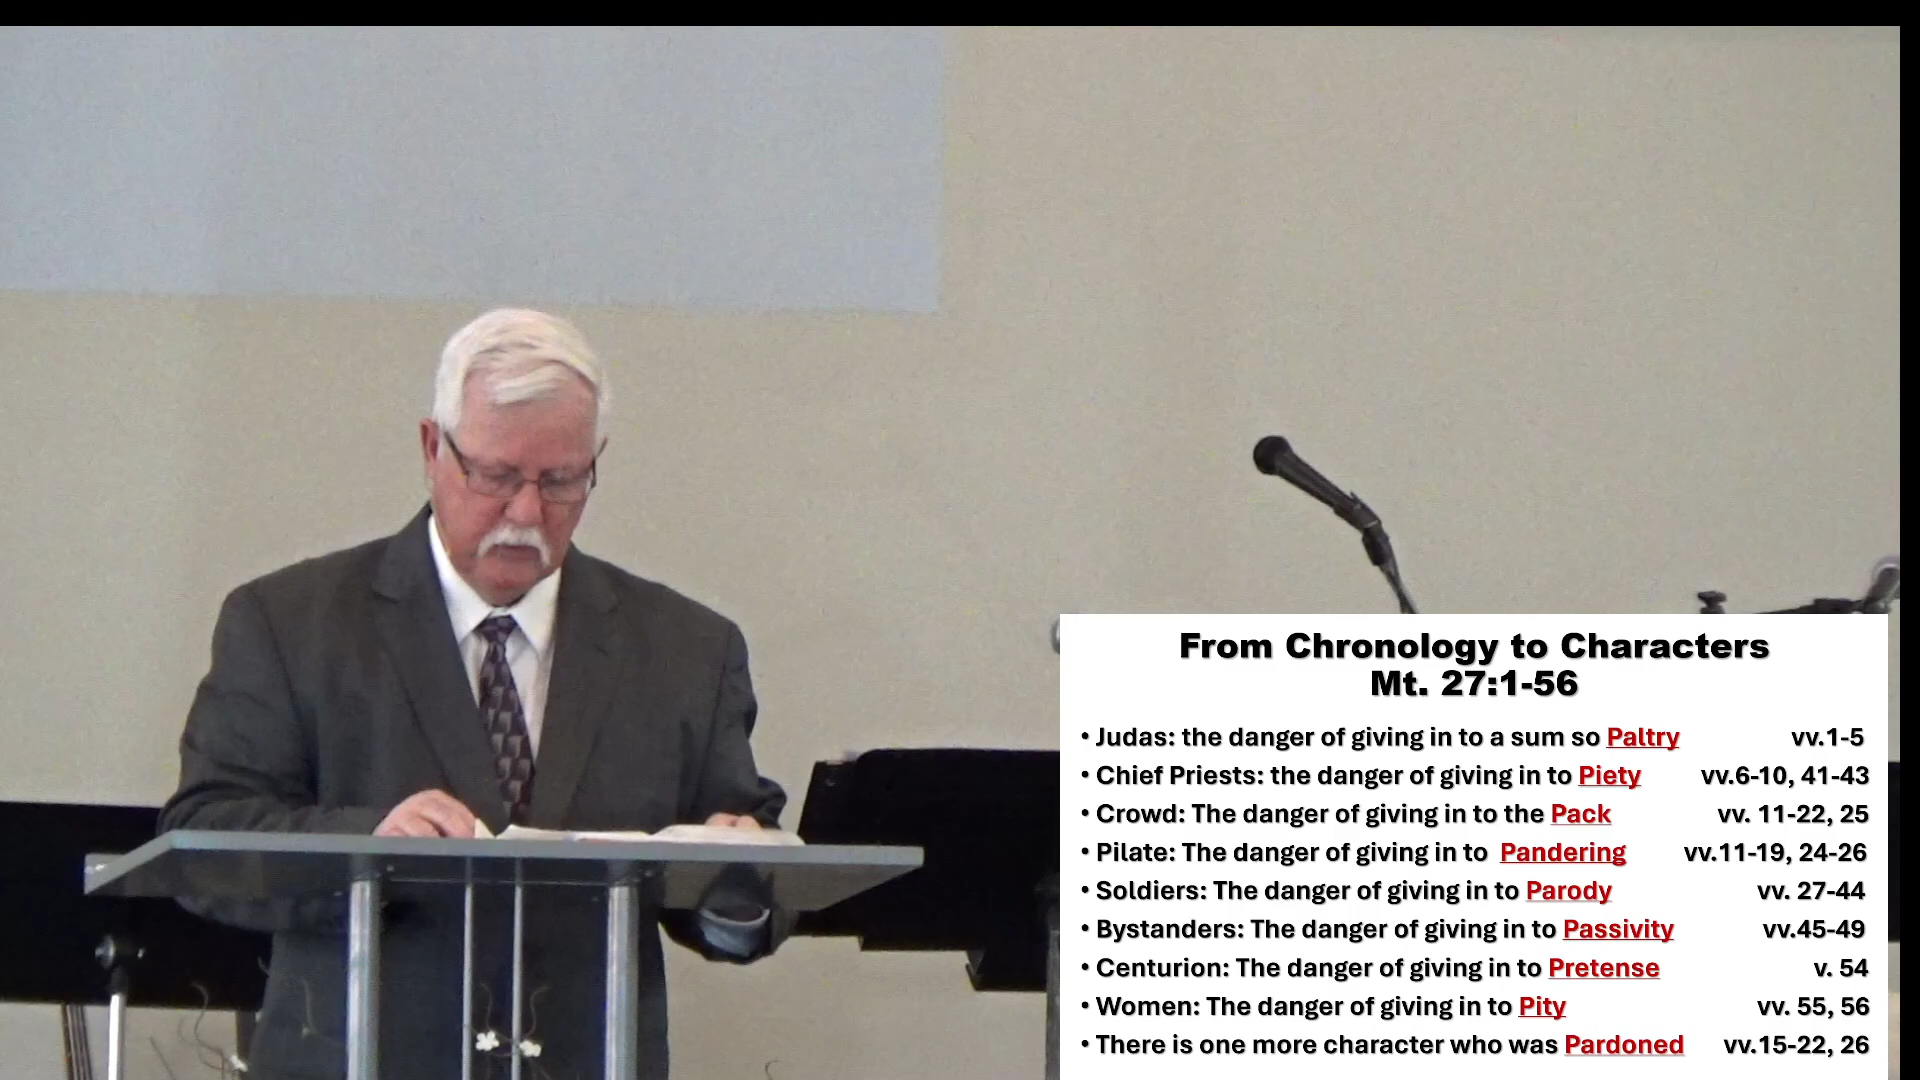 From Chronology to Characters
Mt. 27:1-56
• Judas: the danger of giving in to a sum so Paltry vv.1-5
• Chief Priests: the danger of giving in to Piety vv.6-10, 41-43
• Crowd: The danger of giving in to the Pack vv. 11-22, 25
• Pilate: The danger of giving in to Pandering vv.11-19, 24-26
• Soldiers: The danger of giving in to Parody vv. 27-44
• Bystanders: The danger of giving in to Passivity vv.45-49
• Centurion: The danger of giving in to Pretense v. 54
• Women: The danger of giving in to Pity vv. 55, 56
• There is one more character who was Pardoned vv.15-22, 26